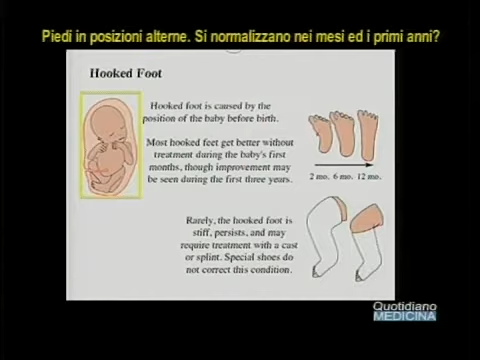 Piedi in posizioni alterne. Si normalizzano nei mesi ed i primi anni?
Hooked Foot
Hooked foot is caused by the
position of the baby before birth.
Most hooked feet get better without
treatment during the baby's first
months, though improvement may
be seen during the first three years.
2 mo. 6 mo. 12 mo.
Rarely, the hooked foot is
stiff, persists, and may
require treatment with a cast
or splint. Special shoes do
not correct this condition.
Quotidiano
MEDICINA